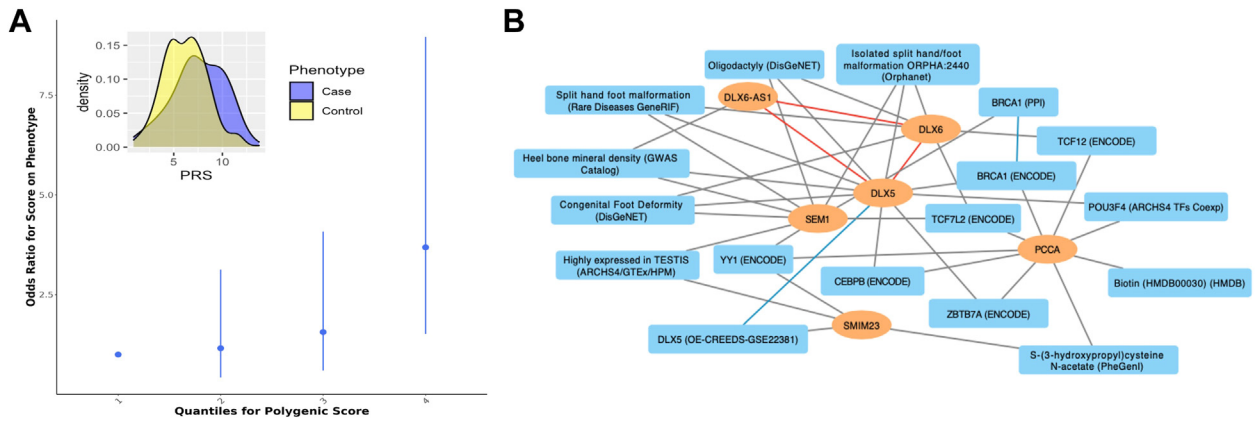 A
Odds Ratio for Score on Phenotype
7.5
5.0
2.5
1
2
3
4
Quantiles for Polygenic Score
density
0.15
0.10
0.05
0.00
5
10
PRS
Phenotype
Case
Control
B
Oligodactyly (DisGeNET)
Isolated split hand/foot
malformation ORPHA:2440
(Orphanet)
Split hand foot malformation
(Rare Diseases GeneRIF)
DLX6-AS1
BRCA1 (PPI)
DLX6
TCF12 (ENCODE)
Heel bone mineral density (GWAS
Catalog)
BRCA1 (ENCODE)
DLX5
Congenital Foot Deformity
(DisGeNET)
SEM1
TCF7L2 (ENCODE)
POU3F4 (ARCHS4 TFs Coexp)
PCCA
Highly expressed in TESTIS
(ARCHS4/GTEx/HPM)
YY1 (ENCODE)
CEBPB (ENCODE)
Biotin (HMDB00030) (HMDB)
ZBTB7A (ENCODE)
SMIM23
DLX5 (OE-CREEDS-GSE22381)
S-(3-hydroxypropyl)cysteine
N-acetate (PheGenI)